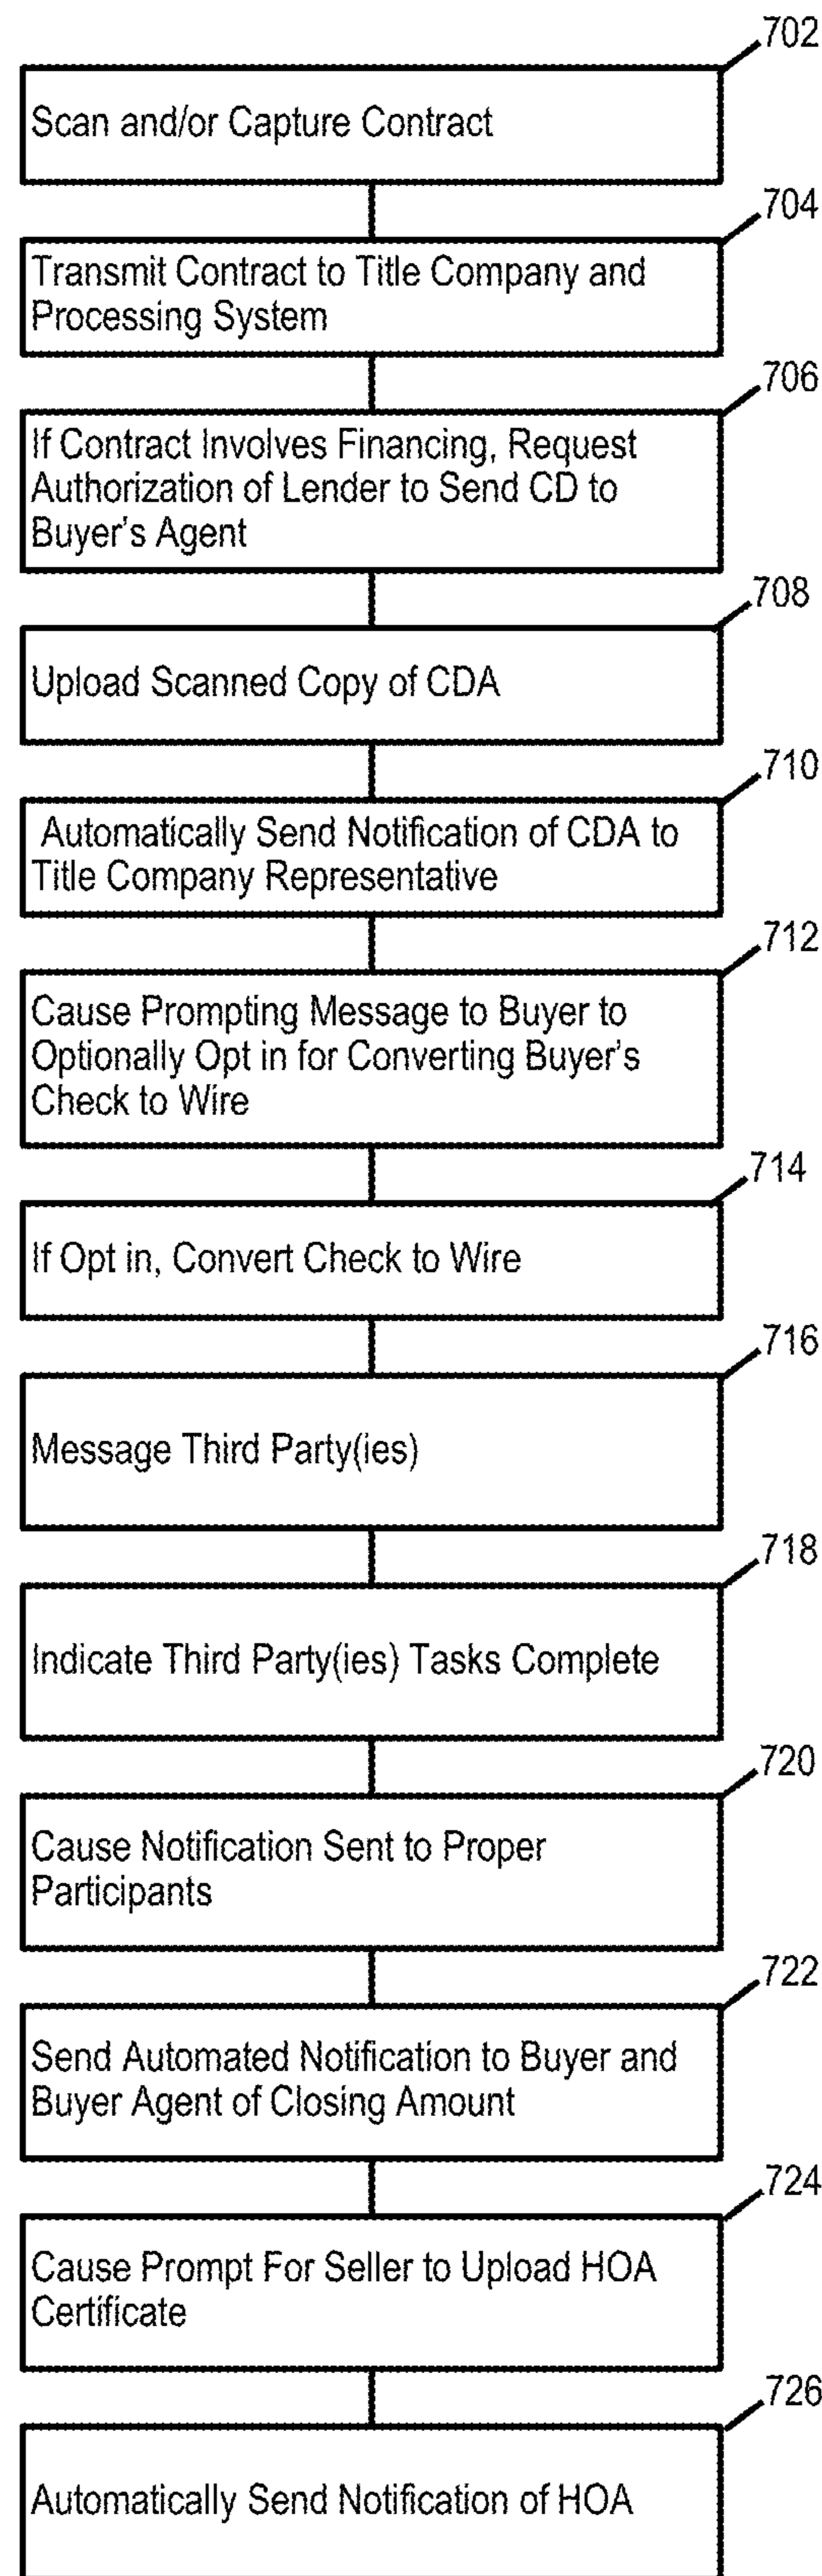 702
Scan and/or Capture Contract
704
Transmit Contract to Title Company and
Processing System
706
If Contract Involves Financing, Request
Authorization of Lender to Send CD to
Buyer's Agent
708
Upload Scanned Copy of CDA
710
Automatically Send Notification of CDA to
Title Company Representative
712
Cause Prompting Message to Buyer to
Optionally Opt in for Converting Buyer's
Check to Wire
714
If Opt in, Convert Check to Wire
716
Message Third Party(ies)
718
Indicate Third Party(ies) Tasks Complete
720
Cause Notification Sent to Proper
Participants
722
Send Automated Notification to Buyer and
Buyer Agent of Closing Amount
724
Cause Prompt For Seller to Upload HOA
Certificate
726
Automatically Send Notification of HOA